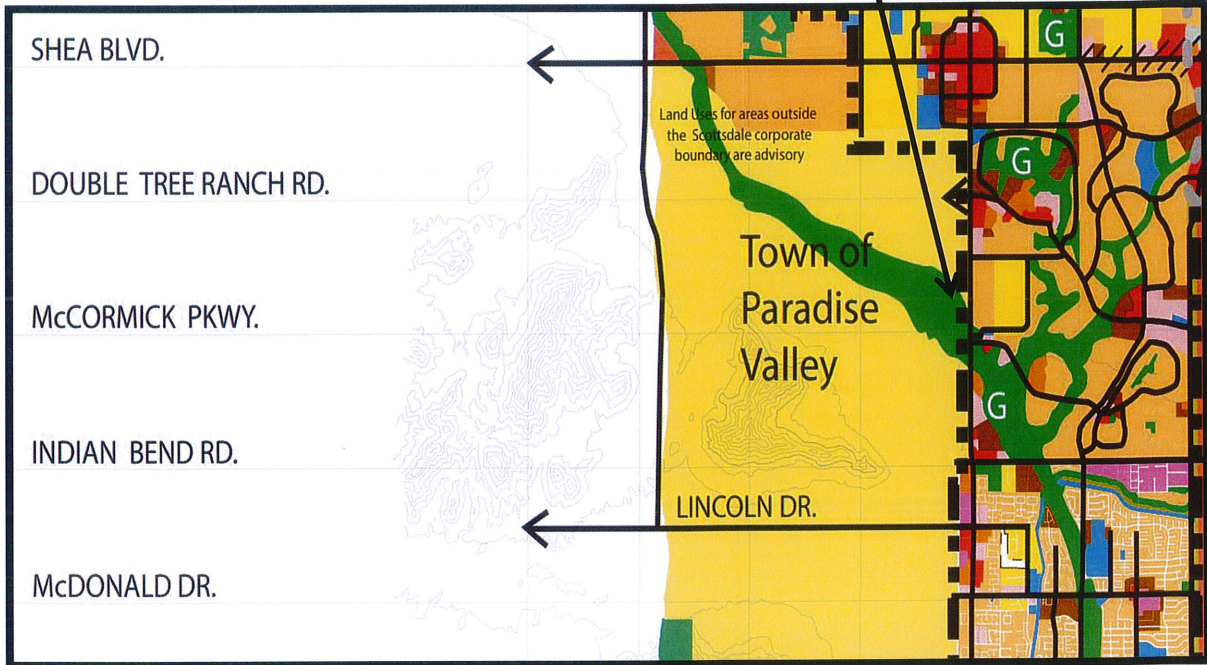 SHEA BLVD.
G
Land Uses for areas outside
the Scottsdale corporate
boundary are advisory
G
DOUBLE TREE RANCH RD.
Town of
Paradise
Valley
McCORMICK PKWY.
G
INDIAN BEND RD.
LINCOLN DR.
McDONALD DR.